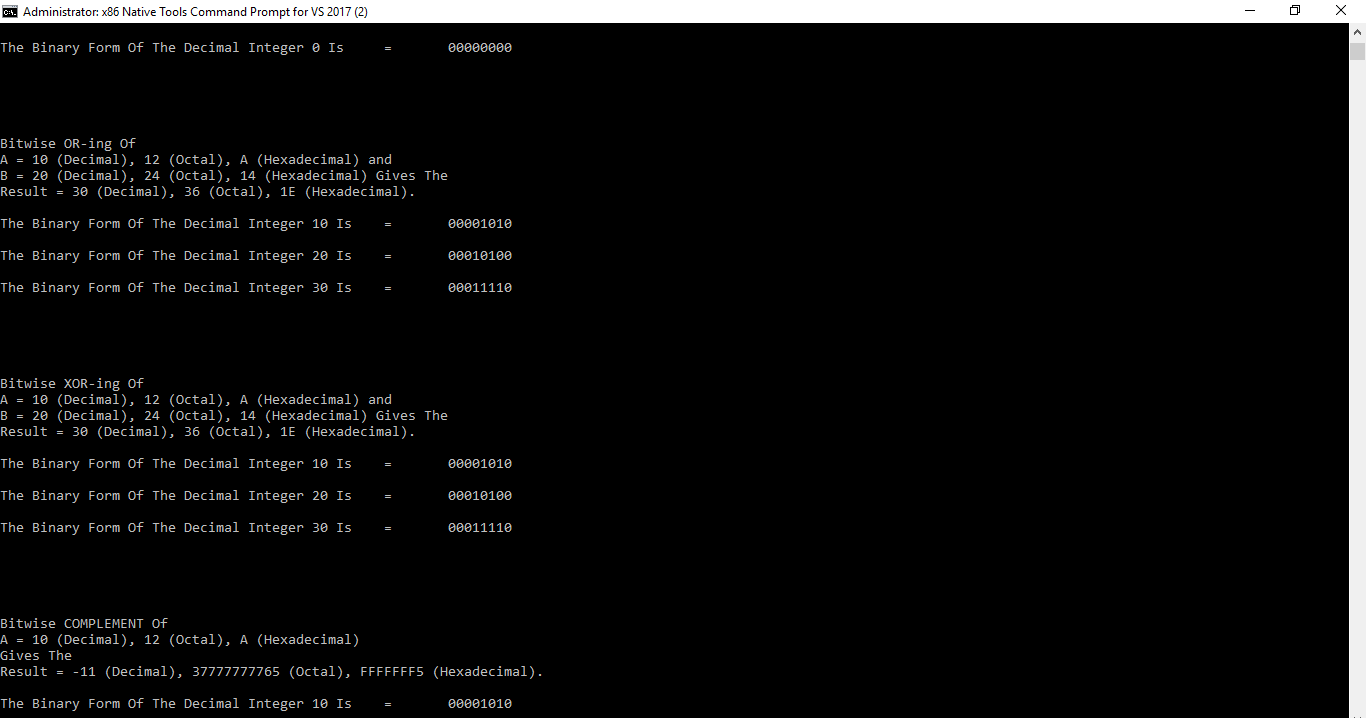 Administrator: x86 Native Tools Command Prompt for VS 2017 (2)
The Binary Form Of The Decimal Integer 0 Is     =       00000000
Bitwise OR-ing Of
A = 10 (Decimal), 12 (Octal), A (Hexadecimal) and
B = 20 (Decimal), 24 (Octal), 14 (Hexadecimal) Gives The
Result = 30 (Decimal), 36 (Octal), 1E (Hexadecimal).
The Binary Form Of The Decimal Integer 10 Is    =       00001010
The Binary Form Of The Decimal Integer 20 Is    =       00010100
The Binary Form Of The Decimal Integer 30 Is    =       00011110
Bitwise XOR-ing Of
A = 10 (Decimal), 12 (Octal), A (Hexadecimal) and
B = 20 (Decimal), 24 (Octal), 14 (Hexadecimal) Gives The
Result = 30 (Decimal), 36 (Octal), 1E (Hexadecimal).
The Binary Form Of The Decimal Integer 10 Is    =       00001010
The Binary Form Of The Decimal Integer 20 Is    =       00010100
The Binary Form Of The Decimal Integer 30 Is    =       00011110
Bitwise COMPLEMENT Of
A = 10 (Decimal), 12 (Octal), A (Hexadecimal)
Gives The
Result = -11 (Decimal), 37777777765 (Octal), FFFFFFF5 (Hexadecimal).
The Binary Form Of The Decimal Integer 10 Is    =       00001010